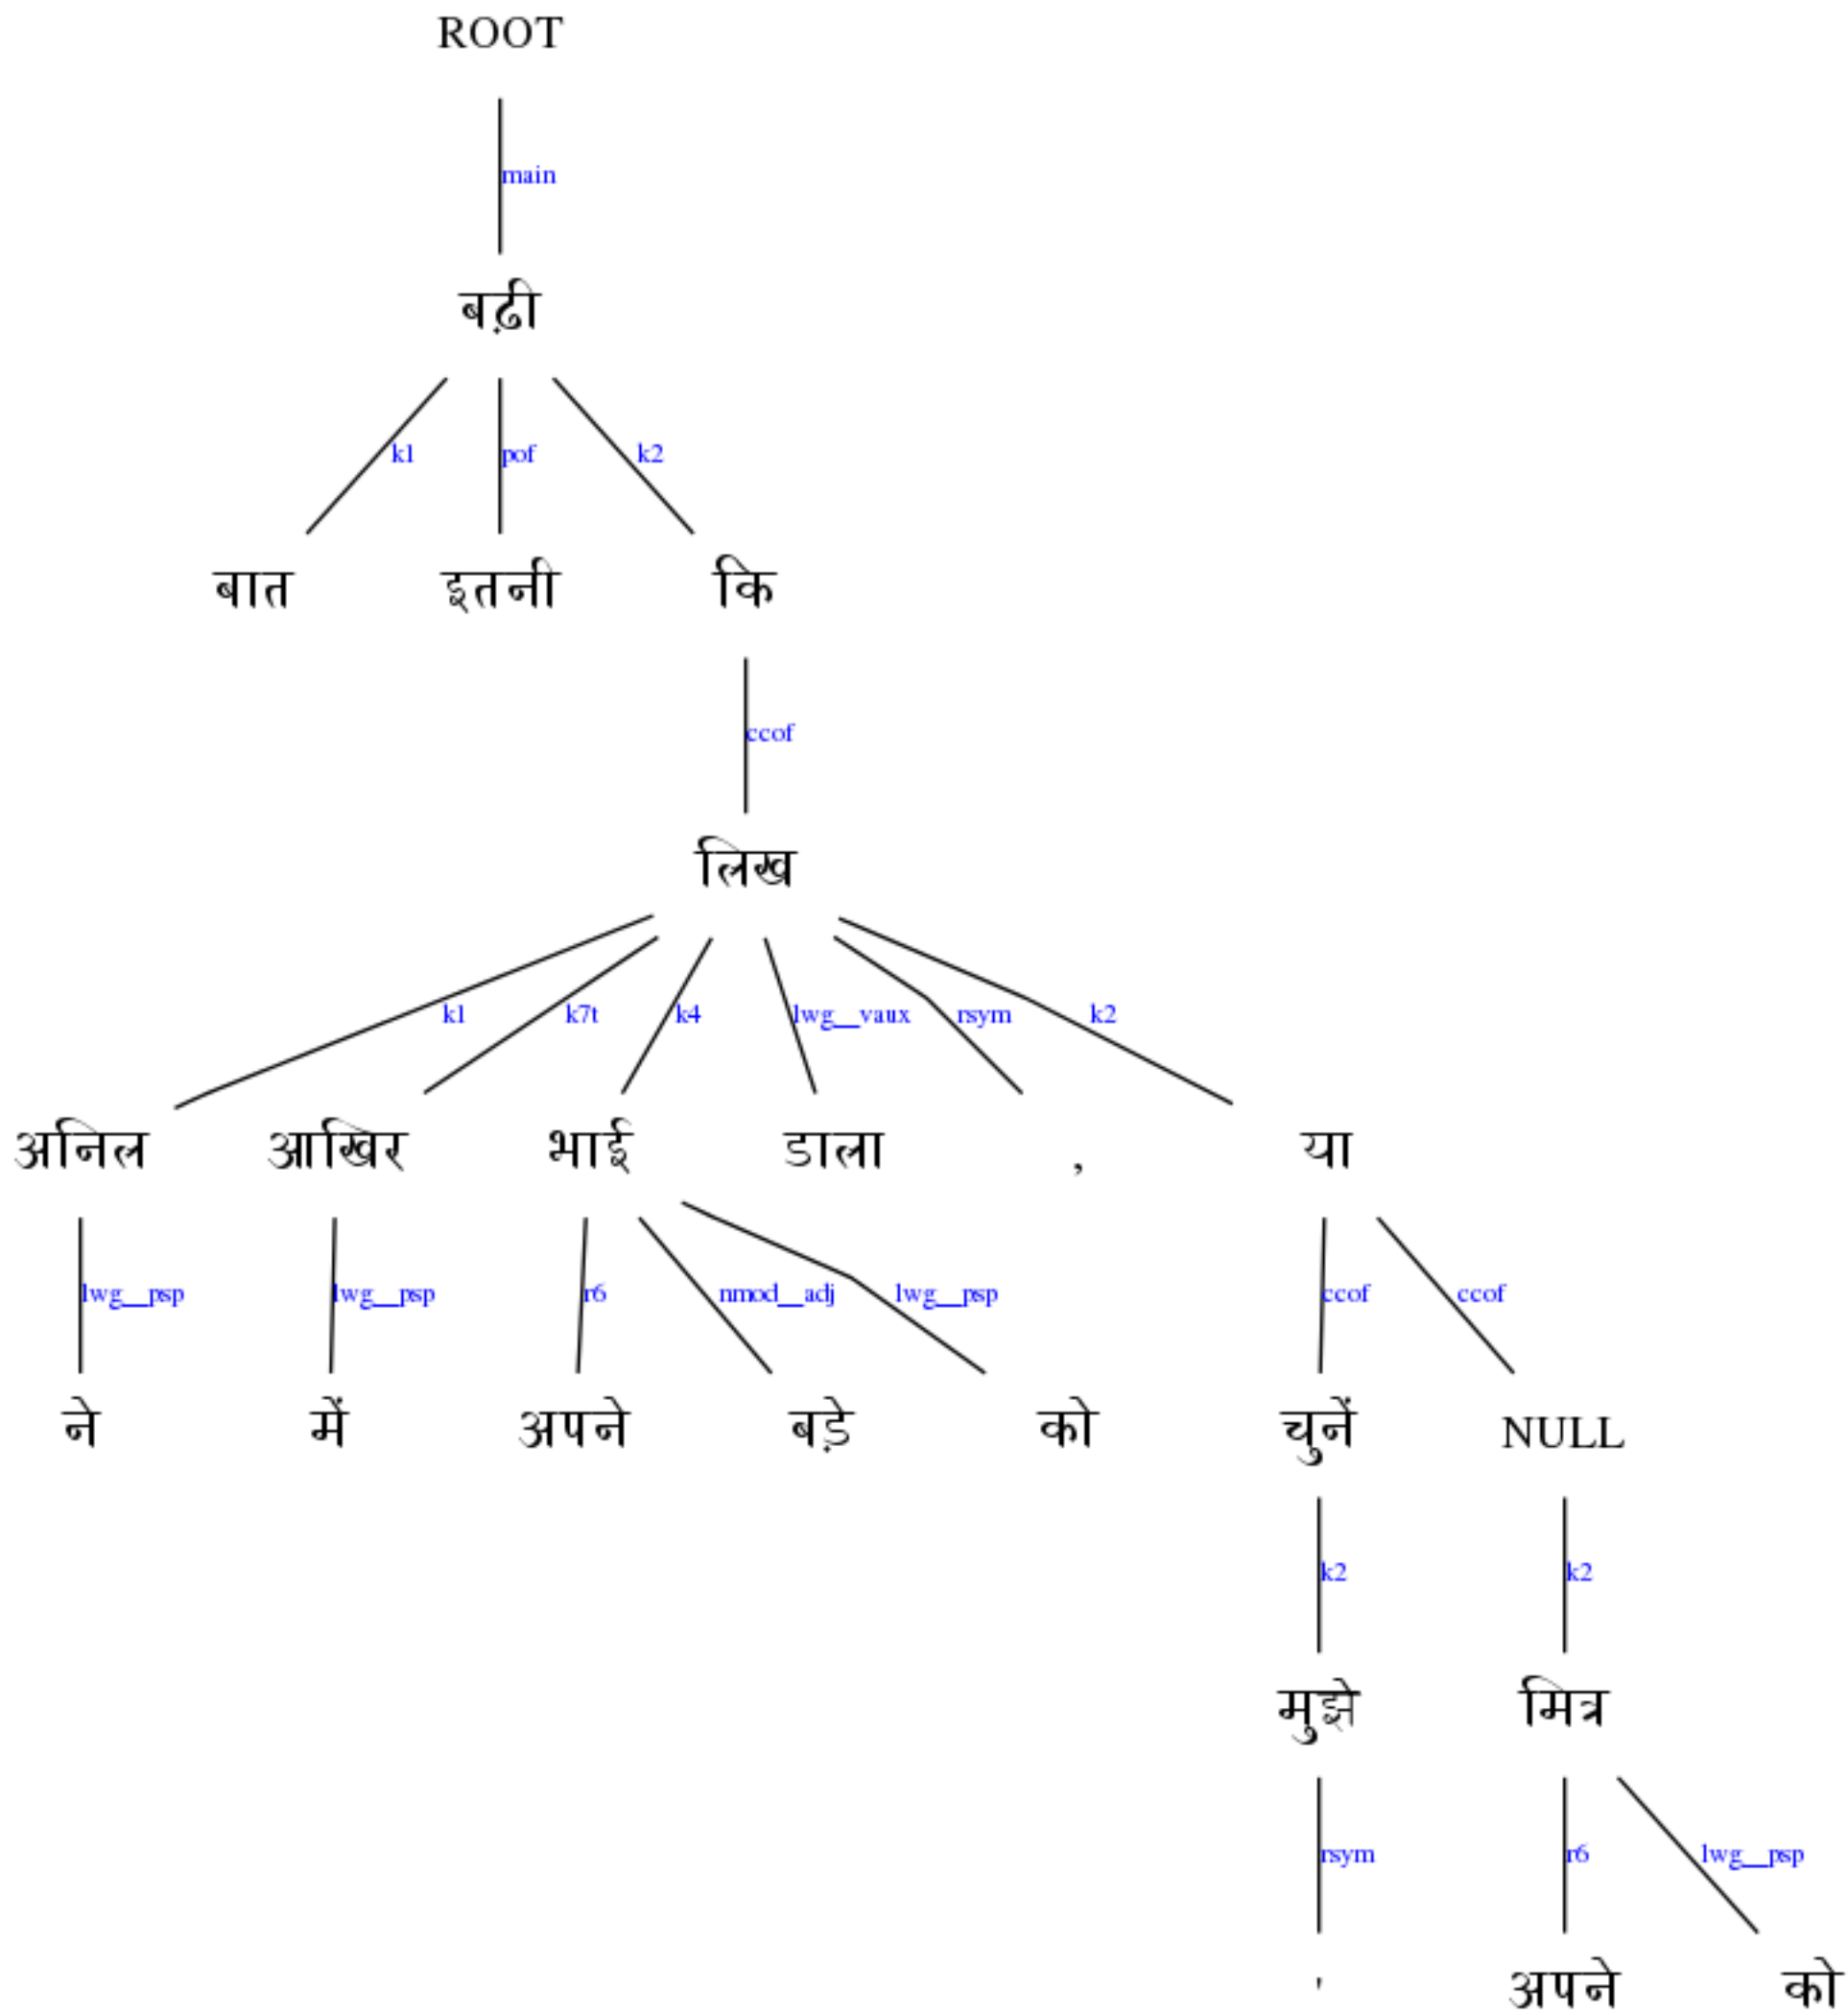 ROOT
main
बढ़ी
k1 pof k2
बात इतनी कि
ccof
लिख
k1 k7t k4 lwg__vaux rsym k2
अनिल आखिर भाई डाला , या
lwg__psp lwg__psp r6 nmod__adj lwg__psp ccof ccof
ने में अपने बड़े को चुनें NULL
k2 k2
मुझे मित्र
rsym r6 lwg__psp
' अपने को